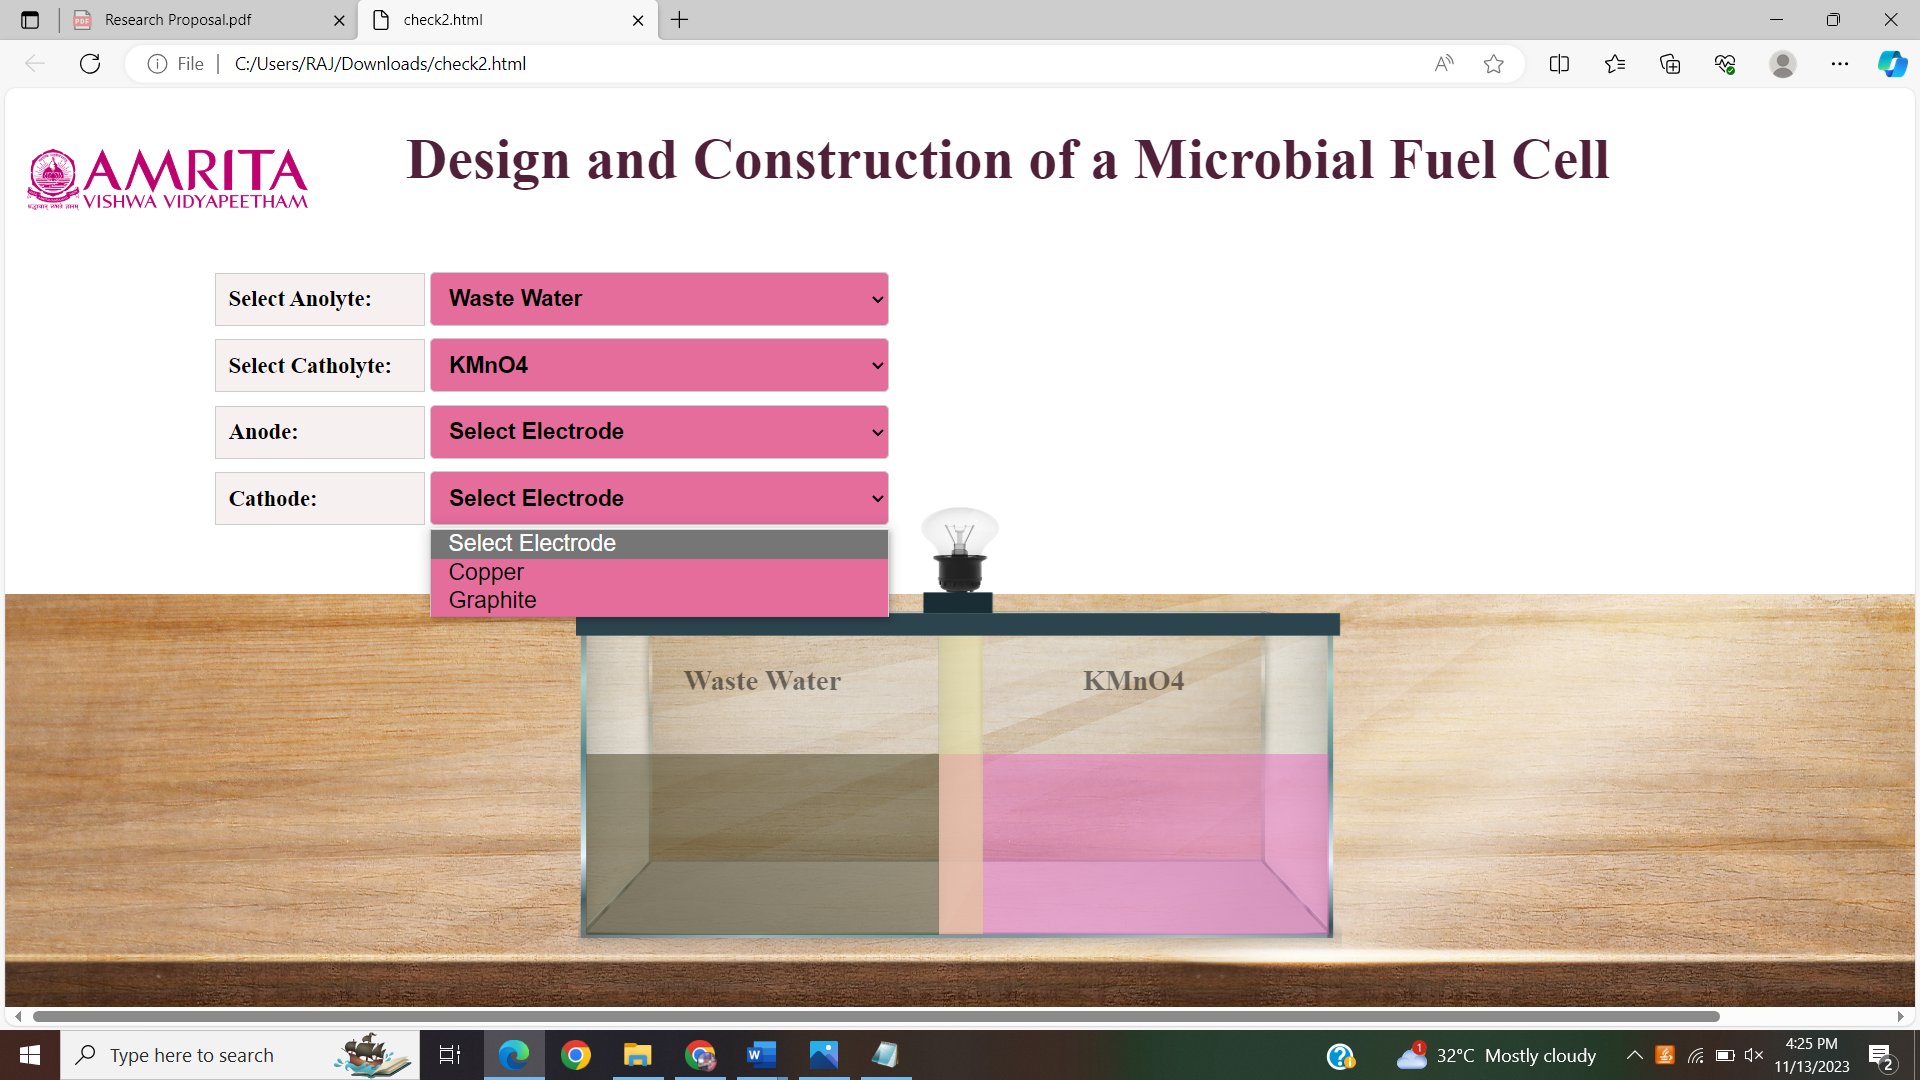 Research Proposal.pdf
check2.html
File
C:/Users/RAJ/Downloads/check2.html
AMRITA
VISHWA VIDYAPEETHAM
Design and Construction of a Microbial Fuel Cell
Select Anolyte:
Waste Water
Select Catholyte:
KMnO4
Anode:
Select Electrode
Cathode:
Select Electrode
Select Electrode
Copper
Graphite
Waste Water
KMnO4
Type here to search
1
32°C Mostly cloudy
4:25 PM
11/13/2023
2